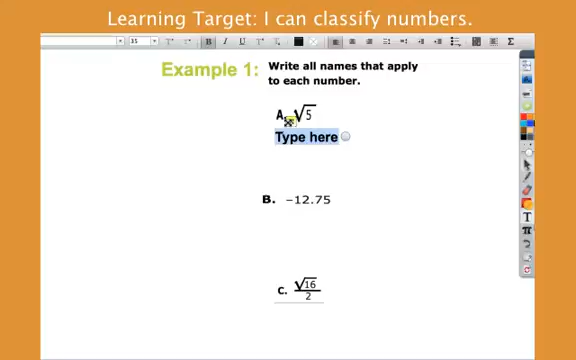 Learning Target: I can classify numbers.
35 B I U T T Σ
Example 1: Write all names that apply
to each number.
A. √5
Type here
B. −12.75
C. √16
2
T
π